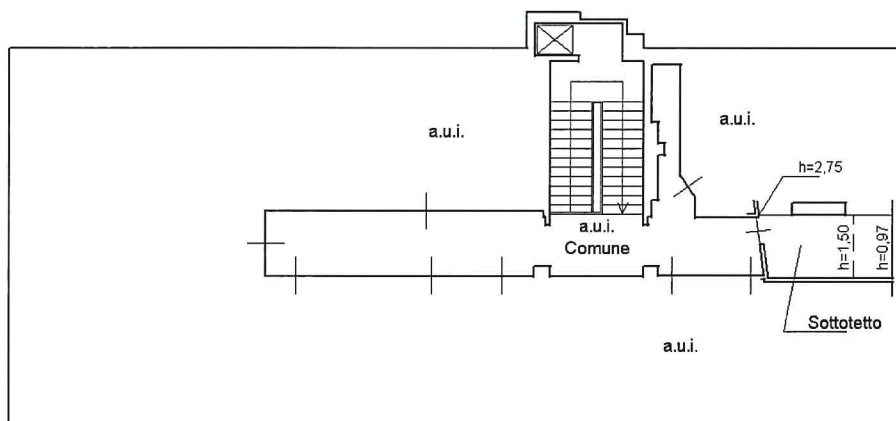 a.u.i.
a.u.i.
h=2,75
a.u.i.
Comune
h=1,50
h=0,97
Sottotetto
a.u.i.